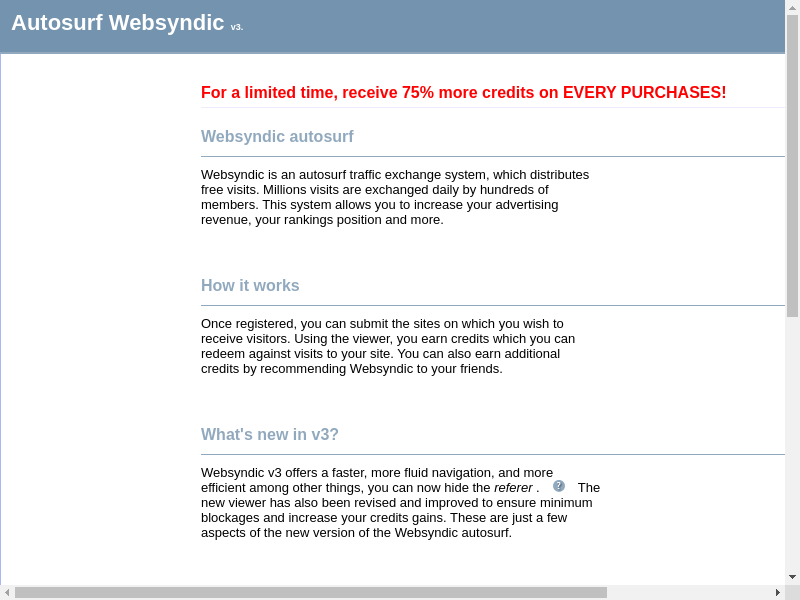 Autosurf Websyndic v3.
For a limited time, receive 75% more credits on EVERY PURCHASES!
Websyndic autosurf
Websyndic is an autosurf traffic exchange system, which distributes
free visits. Millions visits are exchanged daily by hundreds of
members. This system allows you to increase your advertising
revenue, your rankings position and more.
How it works
Once registered, you can submit the sites on which you wish to
receive visitors. Using the viewer, you earn credits which you can
redeem against visits to your site. You can also earn additional
credits by recommending Websyndic to your friends.
What's new in v3?
Websyndic v3 offers a faster, more fluid navigation, and more
efficient among other things, you can now hide the referer . ? The
new viewer has also been revised and improved to ensure minimum
blockages and increase your credits gains. These are just a few
aspects of the new version of the Websyndic autosurf.